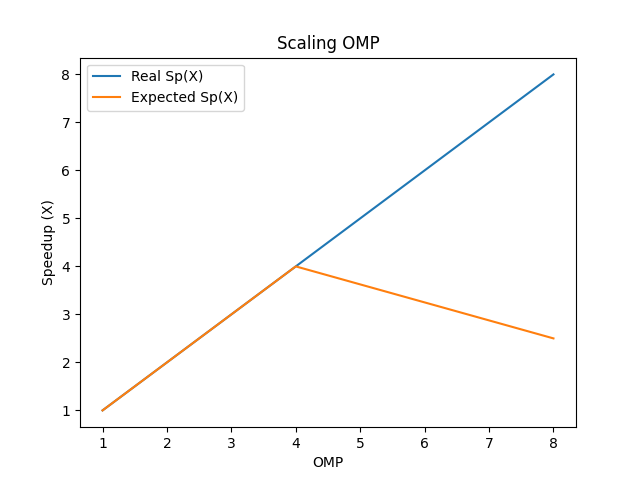 Scaling OMP
Real Sp(X)
Expected Sp(X)
Speedup (X)
8
7
6
5
4
3
2
1
1 2 3 4 5 6 7 8
OMP